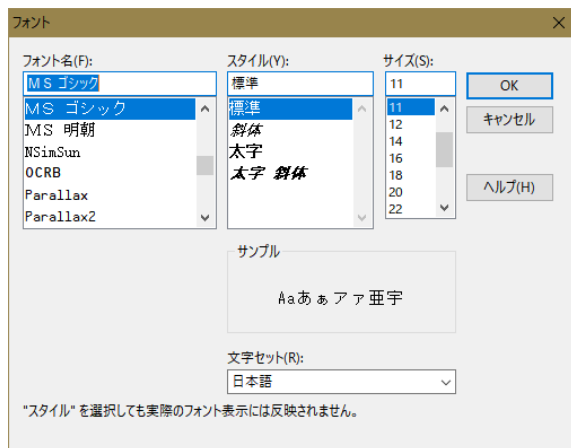 フォント
フォント名(F):
ＭＳ ゴシック
ＭＳ ゴシック
ＭＳ 明朝
NSimSun
OCRB
Parallax
Parallax2
スタイル(Y):
標準
標準
斜体
太字
太字 斜体
サイズ(S):
11
11
12
14
16
18
20
22
OK
キャンセル
ヘルプ(H)
サンプル
Aaあぁアァ亜宇
文字セット(R):
日本語
"スタイル" を選択しても実際のフォント表示には反映されません。